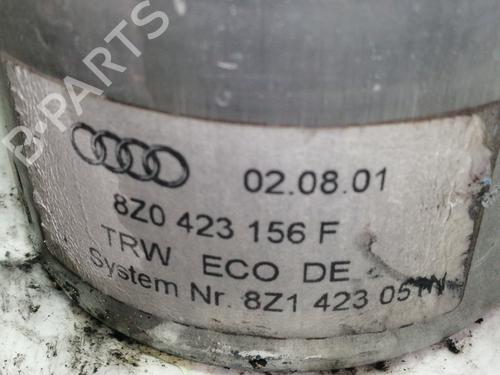 B-PARTS
02.08.01
8Z0 423 156 F
TRW ECO DE
System Nr. 8Z1 423 051